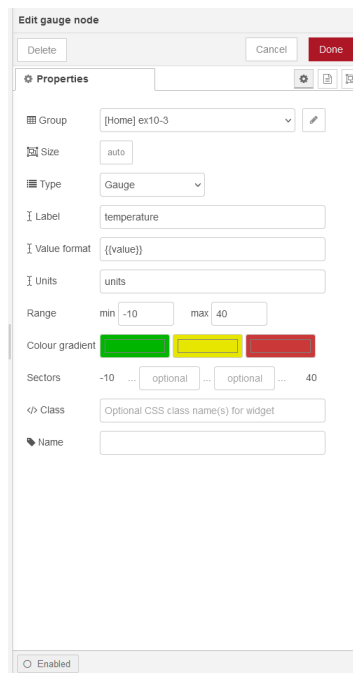 Edit gauge node
Delete Cancel Done
Properties
Group [Home] ex10-3
Size auto
Type Gauge
Label temperature
Value format {{value}}
Units units
Range min -10 max 40
Colour gradient
Sectors -10 ... optional ... optional ... 40
</> Class Optional CSS class name(s) for widget
Name
Enabled